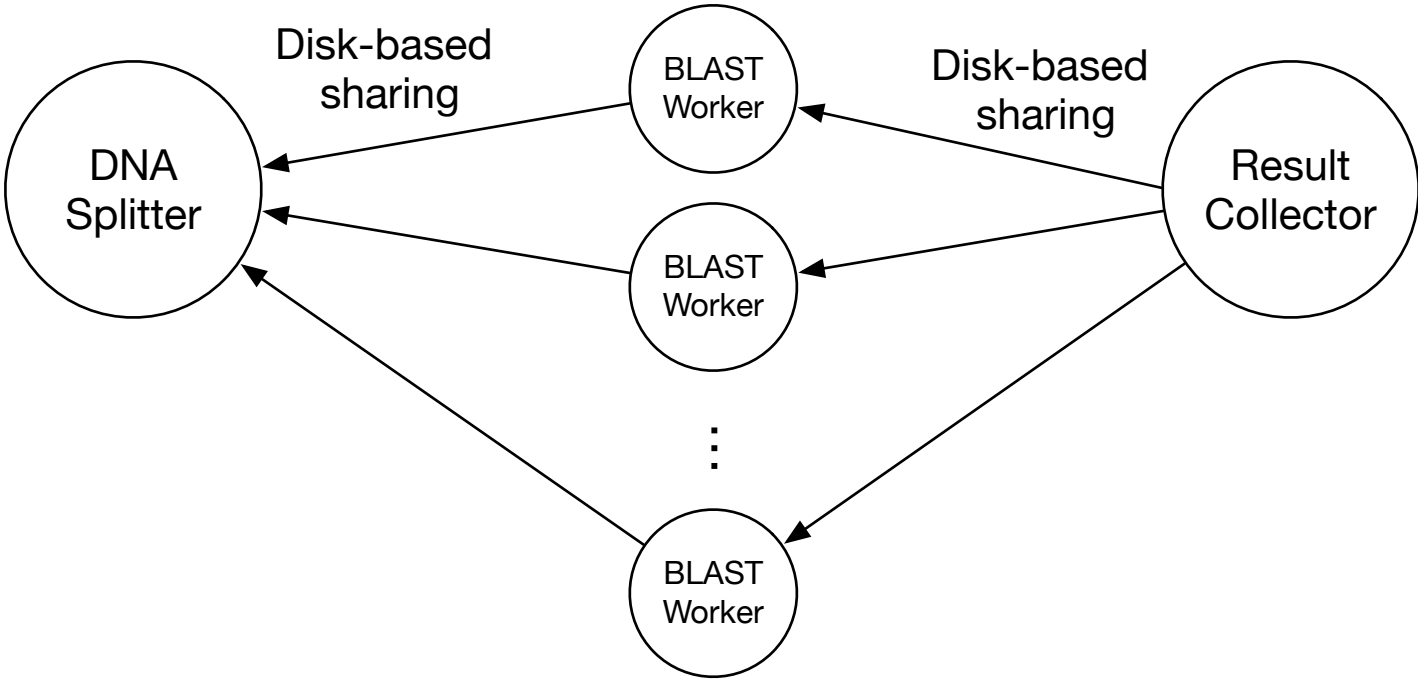 Disk-based
sharing
BLAST
Worker
Disk-based
sharing
DNA
Splitter
Result
Collector
BLAST
Worker
BLAST
Worker